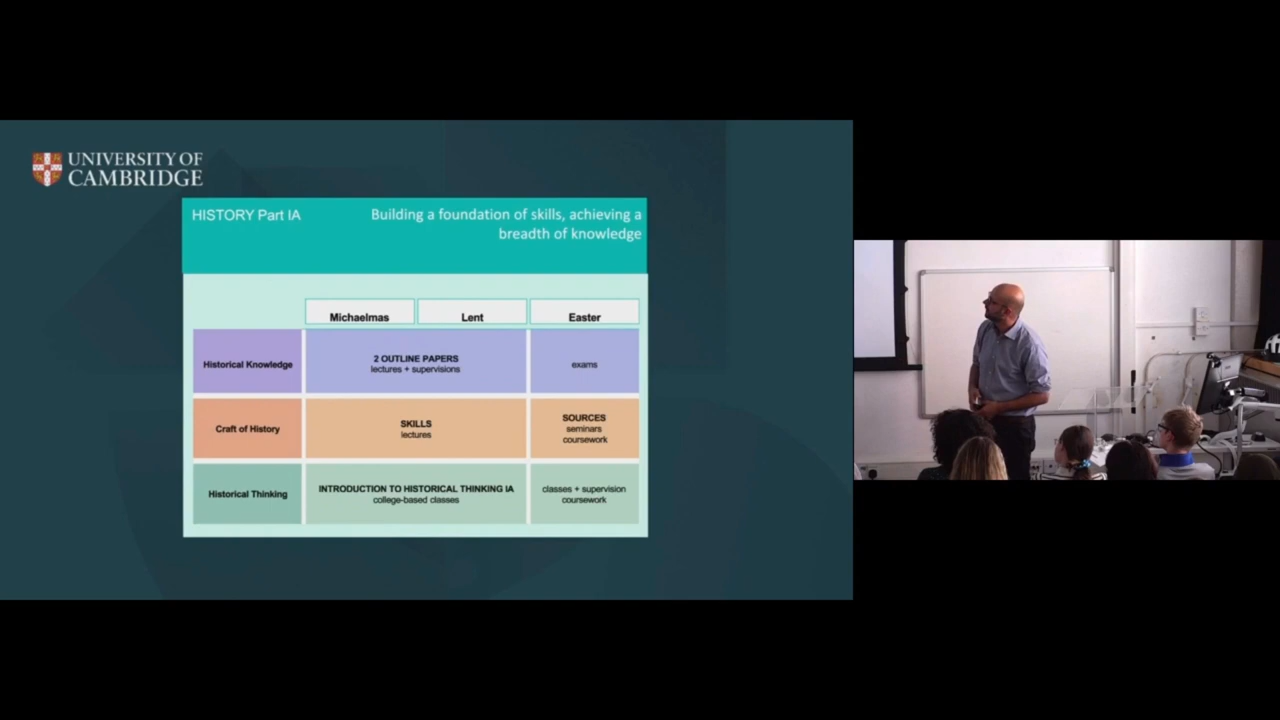 UNIVERSITY OF
CAMBRIDGE
HISTORY Part IA
Building a foundation of skills, achieving a
breadth of knowledge
Michaelmas
Lent
Easter
Historical Knowledge
2 OUTLINE PAPERS
lectures + supervisions
exams
Craft of History
SKILLS
lectures
SOURCES
seminars
coursework
Historical Thinking
INTRODUCTION TO HISTORICAL THINKING IA
college-based classes
classes + supervision
coursework